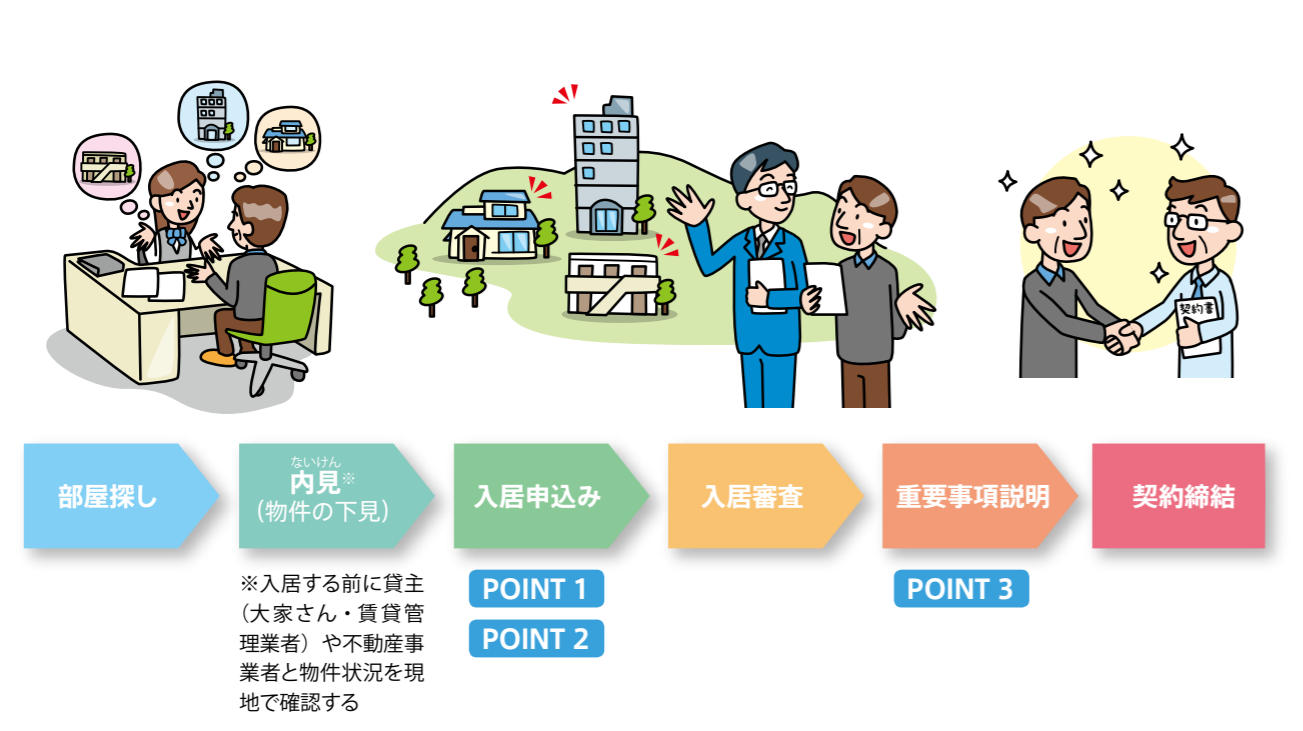 契約書
部屋探し
ないけん
内見※
(物件の下見)
入居申込み
入居審査
重要事項説明
契約締結
※入居する前に貸主
(大家さん・賃貸管
理業者)や不動産事
業者と物件状況を現
地で確認する
POINT 1
POINT 2
POINT 3